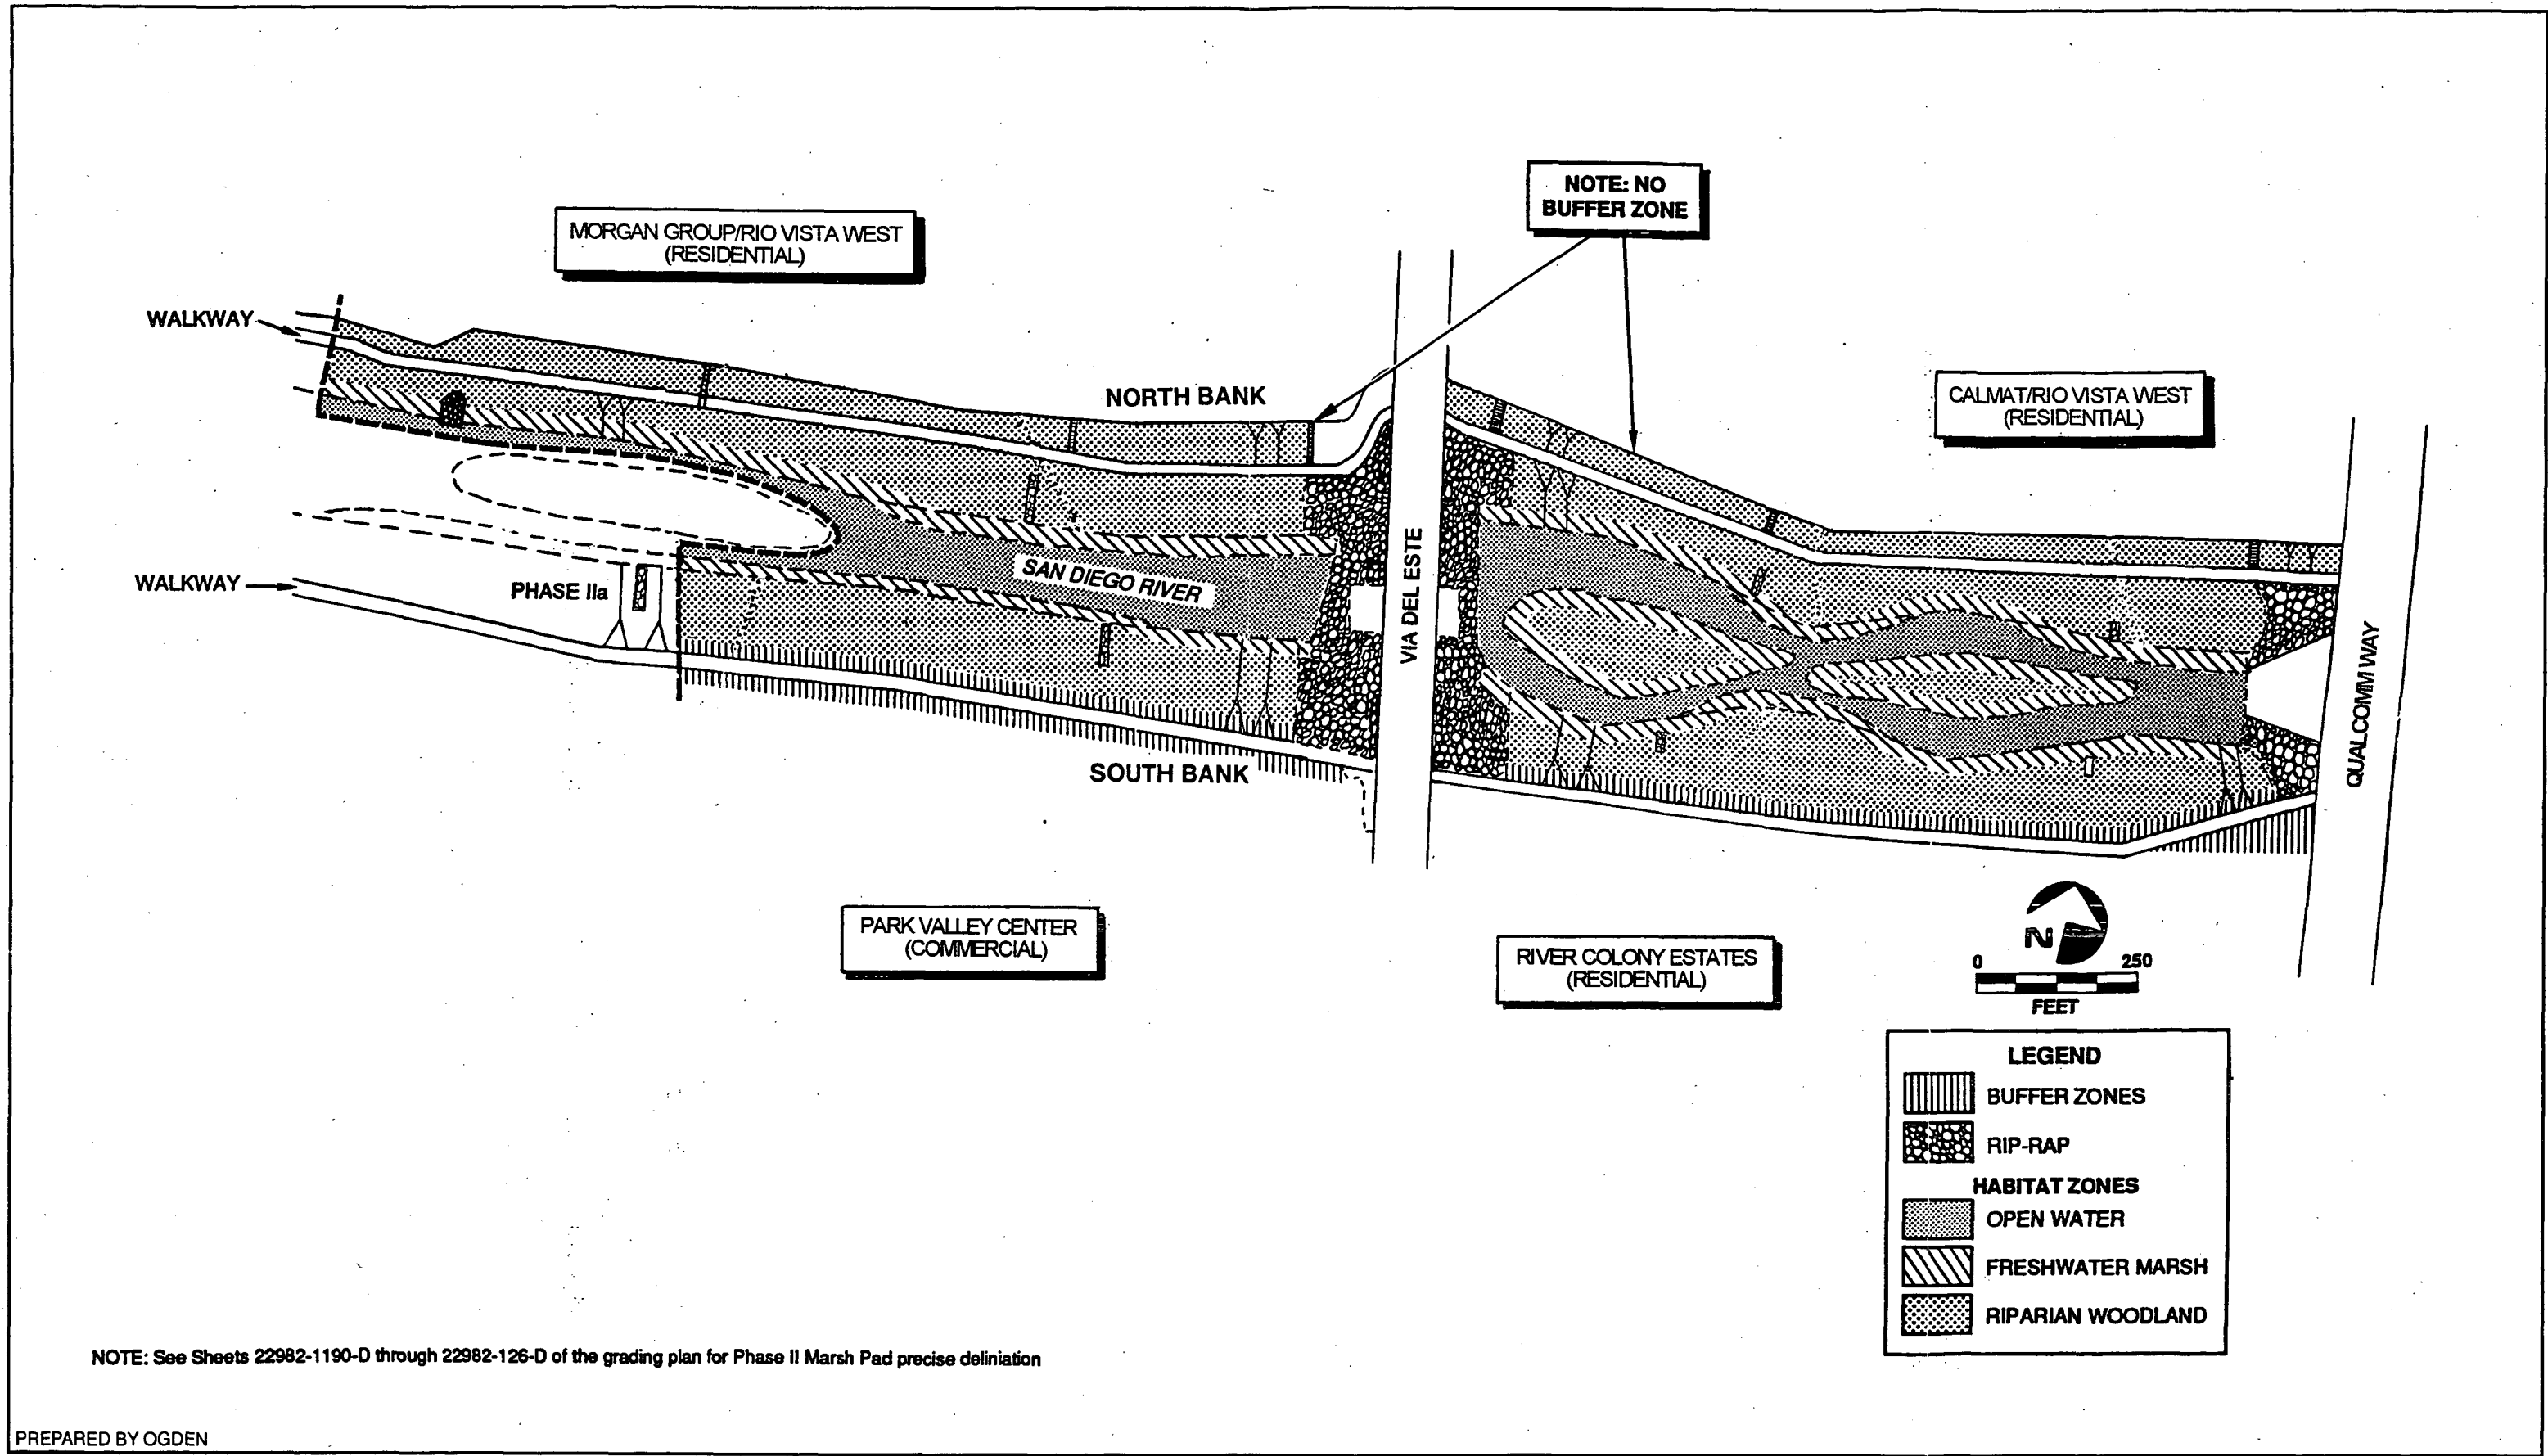 NOTE: NO
BUFFER ZONE
MORGAN GROUP/RIO VISTA WEST
(RESIDENTIAL)
WALKWAY
NORTH BANK
CALMAT/RIO VISTA WEST
(RESIDENTIAL)
SAN DIEGO RIVER
WALKWAY
PHASE IIa
VIA DEL ESTE
QUALCOMM WAY
SOUTH BANK
PARK VALLEY CENTER
(COMMERCIAL)
RIVER COLONY ESTATES
(RESIDENTIAL)
N
0 250
FEET
LEGEND
BUFFER ZONES
RIP-RAP
HABITAT ZONES
OPEN WATER
FRESHWATER MARSH
RIPARIAN WOODLAND
NOTE: See Sheets 22982-1190-D through 22982-126-D of the grading plan for Phase II Marsh Pad precise deliniation
PREPARED BY OGDEN